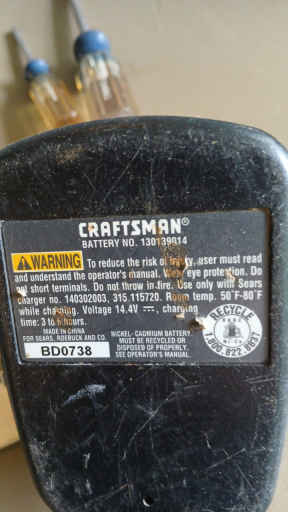 CRAFTSMAN®
BATTERY NO. 130139014
WARNING To reduce the risk of injury, user must read
and understand the operator's manual. Wear eye protection. Do
not short terminals. Do not throw in fire. Use only with Sears
charger no. 140302003, 315.115720. Room temp. 50°F-80°F
while charging. Voltage 14.4V ⎓, charging
time: 3 to 5 hours.
MADE IN CHINA
FOR SEARS, ROEBUCK AND CO.
BD0738
NICKEL-CADMIUM BATTERY
MUST BE RECYCLED OR
DISPOSED OF PROPERLY.
SEE OPERATOR'S MANUAL.
RECYCLE
RBRC
Ni-Cd
1.800.822.8837